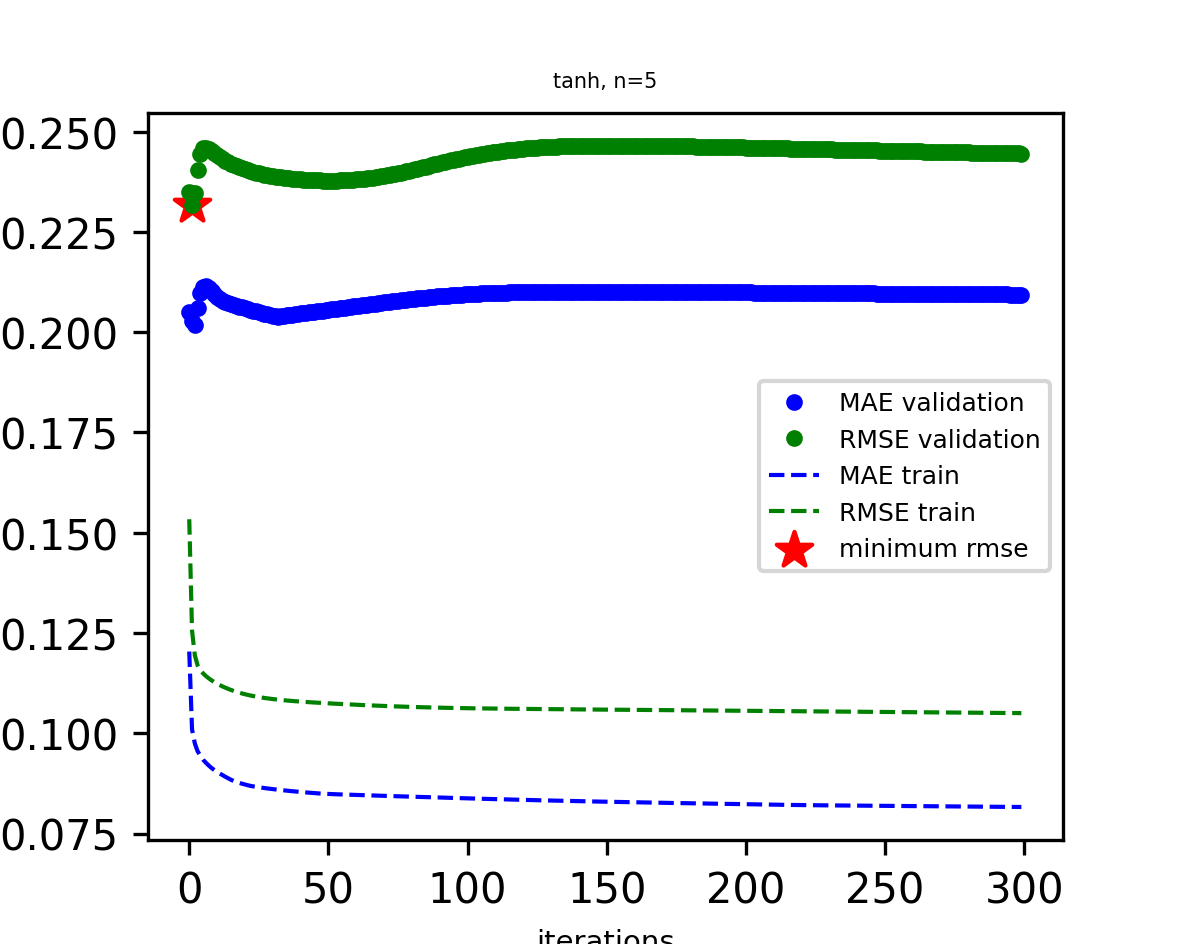 tanh, n=5
0.250
0.225
0.200
0.175
0.150
0.125
0.100
0.075
MAE validation
RMSE validation
MAE train
RMSE train
minimum rmse
0 50 100 150 200 250 300
iterations